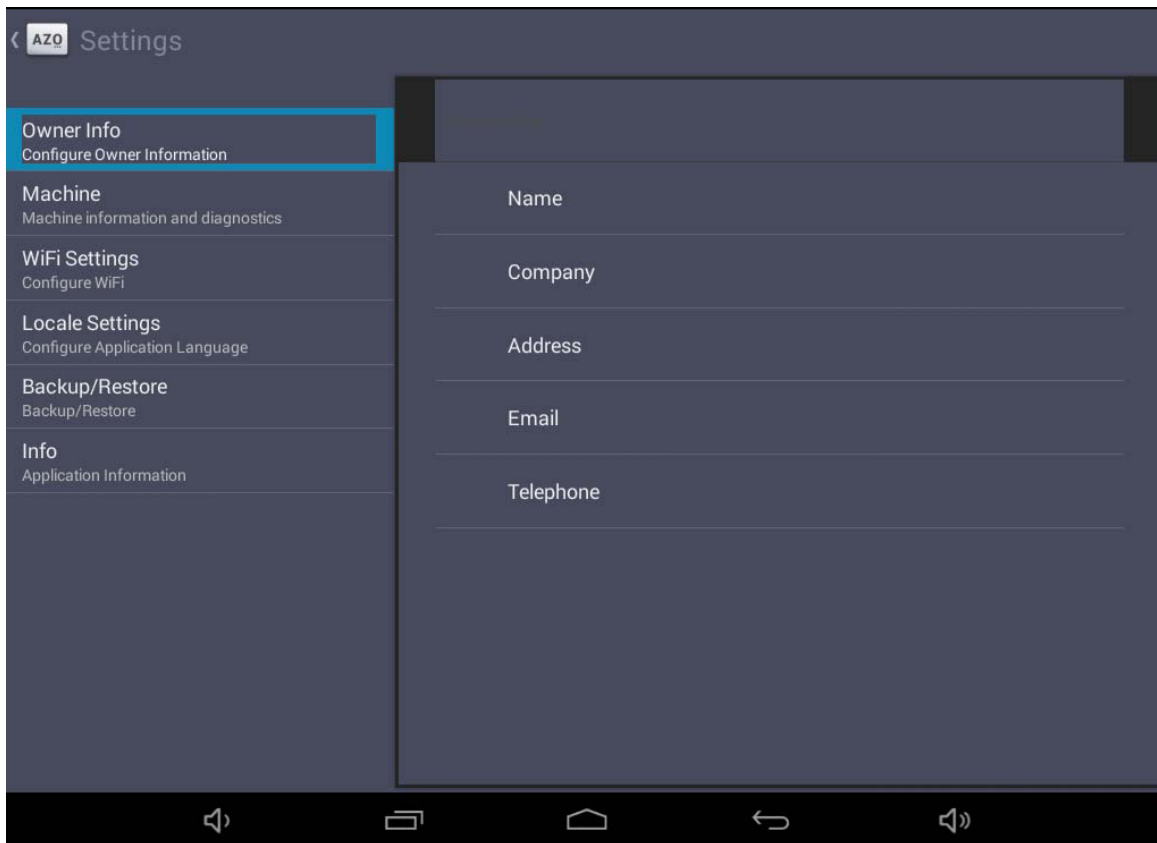 AZO Settings
Owner Info
Configure Owner Information
Machine
Machine information and diagnostics
WiFi Settings
Configure WiFi
Locale Settings
Configure Application Language
Backup/Restore
Backup/Restore
Info
Application Information
Name
Company
Address
Email
Telephone